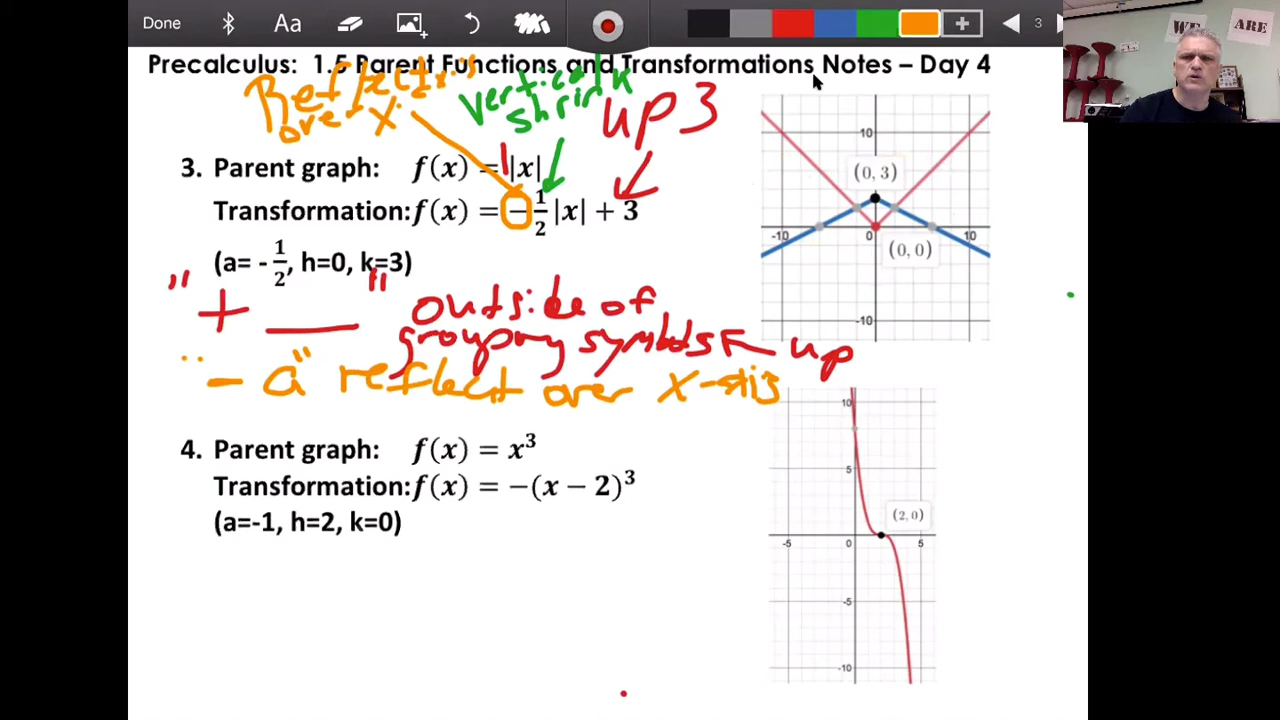 Done Aa 3
WE ARE
Precalculus: 1.5 Parent Functions and Transformations Notes – Day 4
Reflect
over X
vertical
shrink
up 3
3. Parent graph: f(x) = |x|
Transformation: f(x) = −1/2|x| + 3
(a= - 1/2, h=0, k=3)
" + ___ " outside of
grouping symbols up
"- a" reflect over x-
10
(0, 3)
-10 0 10
(0, 0)
-10
4. Parent graph: f(x) = x³
Transformation: f(x) = −(x − 2)³
(a=-1, h=2, k=0)
10
5
(2, 0)
-5 0 5
-5
-10